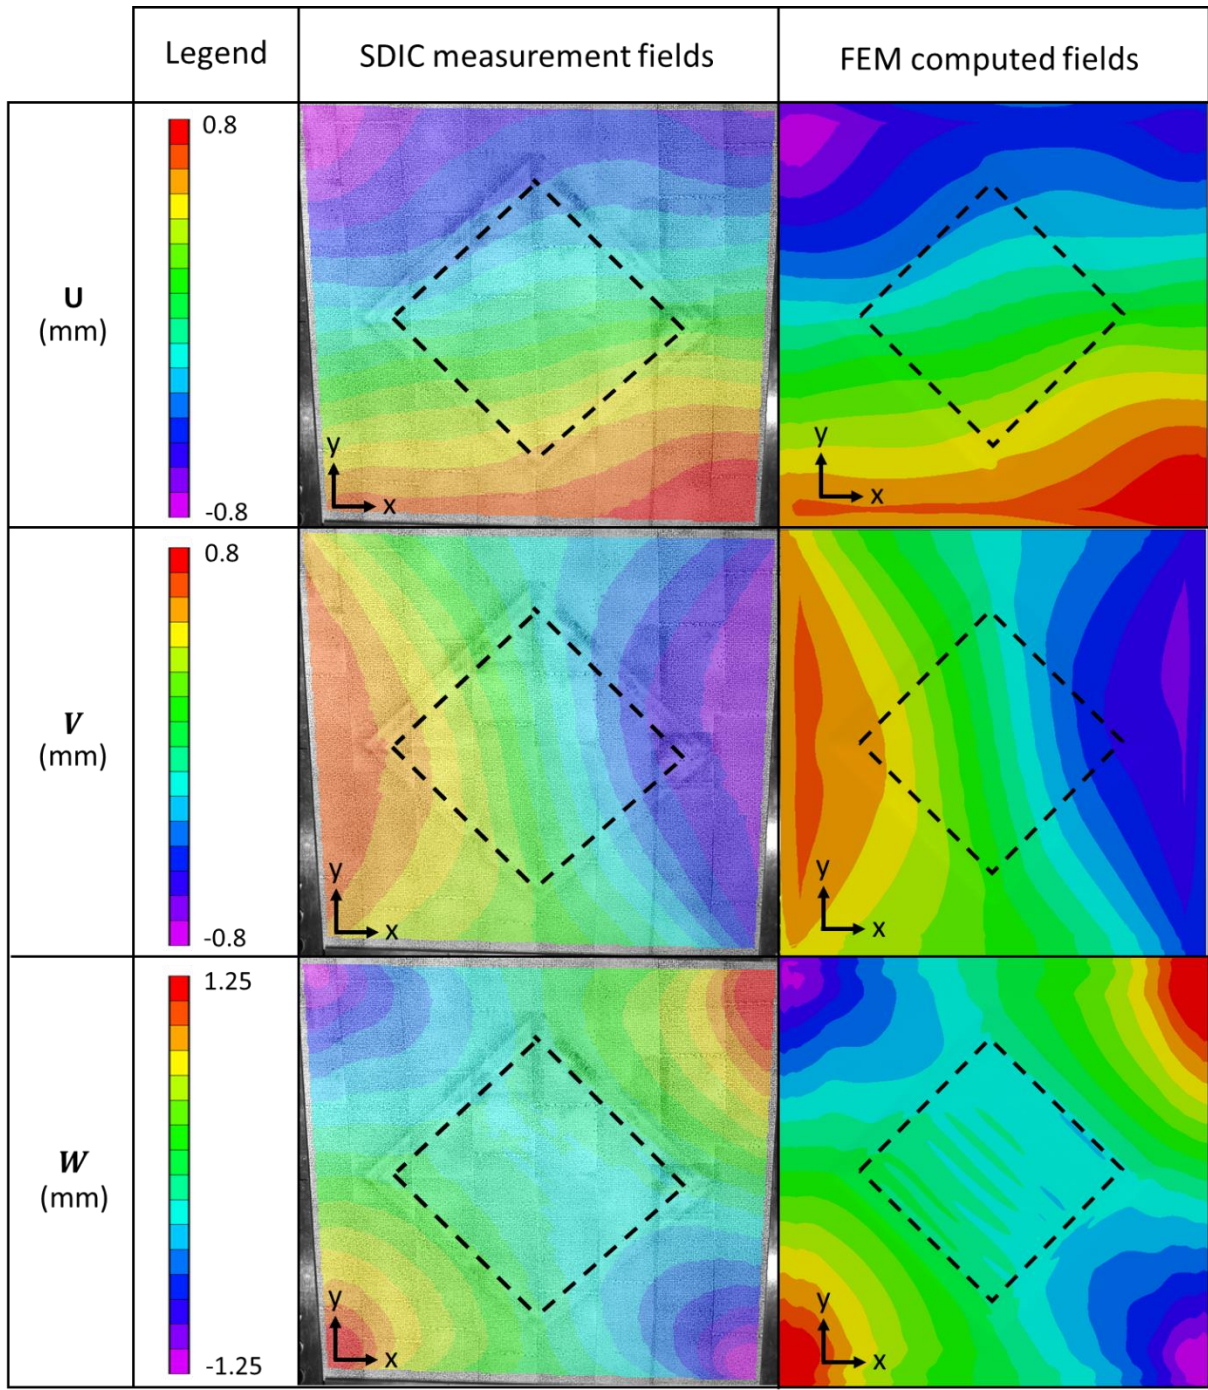 Legend SDIC measurement fields FEM computed fields
U
(mm)
0.8
-0.8
y
x
y
x
V
(mm)
0.8
-0.8
y
x
y
x
W
(mm)
1.25
-1.25
y
x
y
x